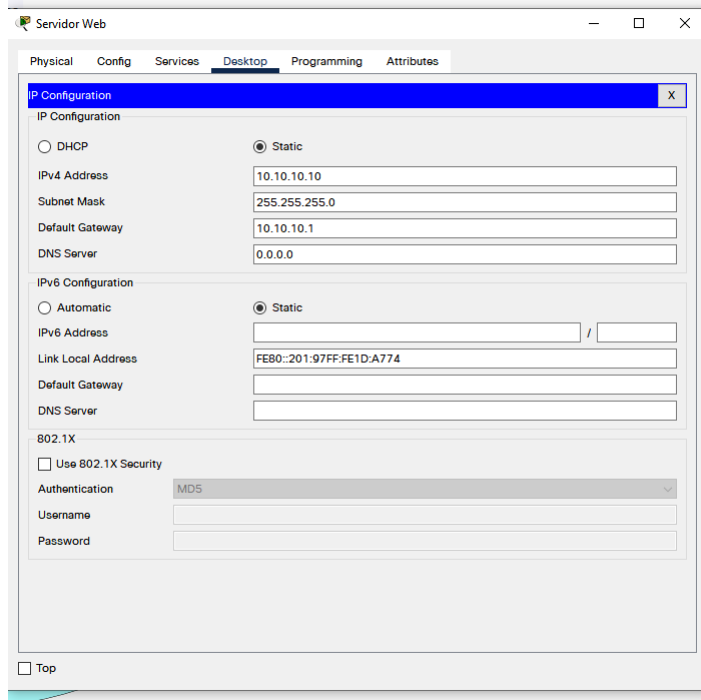 Servidor Web
Physical Config Services Desktop Programming Attributes
IP Configuration X
IP Configuration
DHCP Static
IPv4 Address 10.10.10.10
Subnet Mask 255.255.255.0
Default Gateway 10.10.10.1
DNS Server 0.0.0.0
IPv6 Configuration
Automatic Static
IPv6 Address /
Link Local Address FE80::201:97FF:FE1D:A774
Default Gateway
DNS Server
802.1X
Use 802.1X Security
Authentication MD5
Username
Password
Top